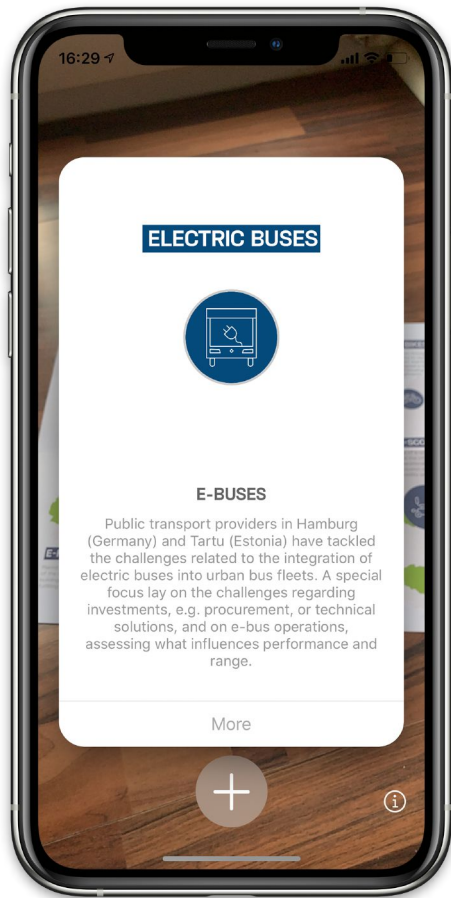 16:29
ELECTRIC BUSES
E-BUSES
Public transport providers in Hamburg
(Germany) and Tartu (Estonia) have tackled
the challenges related to the integration of
electric buses into urban bus fleets. A special
focus lay on the challenges regarding
investments, e.g. procurement, or technical
solutions, and on e-bus operations,
assessing what influences performance and
range.
More